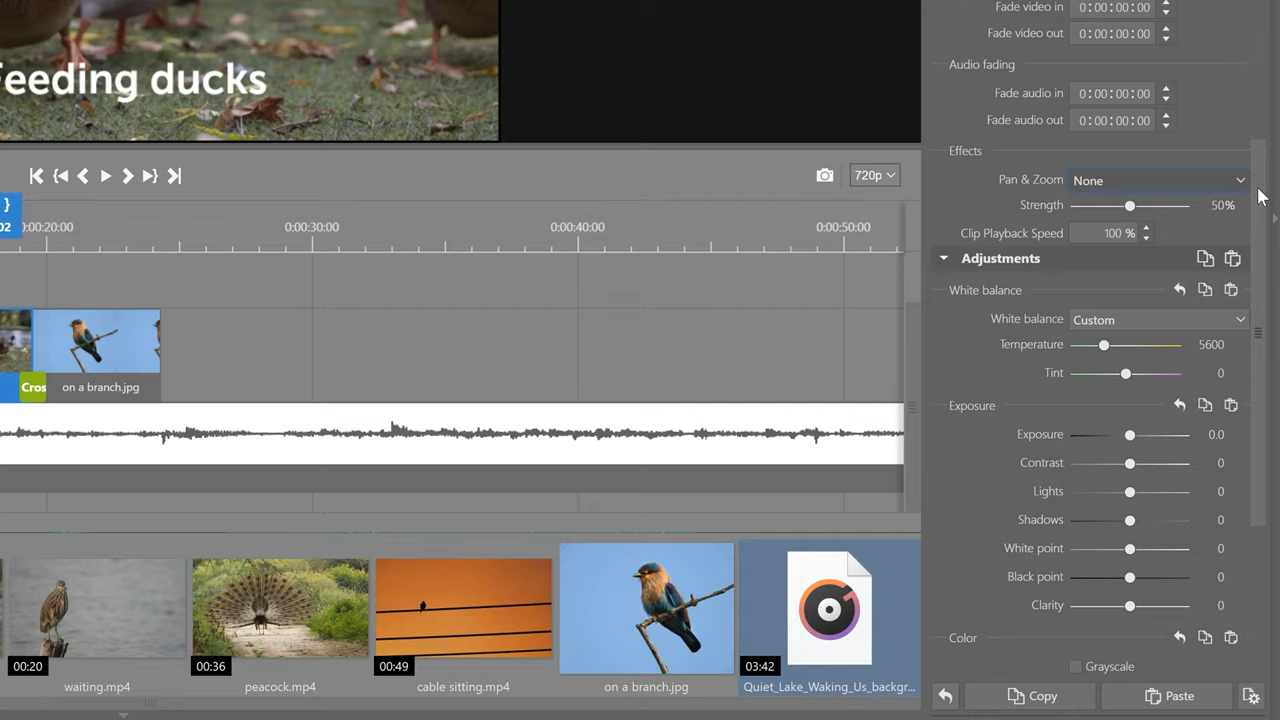 Fade video in 0:00:00:00
Fade video out 0:00:00:00
Audio fading
Feeding ducks
Fade audio in 0:00:00:00
Fade audio out 0:00:00:00
Effects
Pan & Zoom None
720p
Strength 50%
}
02
0:00:20:00 0:00:30:00 0:00:40:00 0:00:50:00
Clip Playback Speed 100 %
Adjustments
White balance
White balance Custom
Temperature 5600
Tint 0
Cros on a branch.jpg
Exposure
Exposure 0.0
Contrast 0
Lights 0
Shadows 0
White point 0
Black point 0
Clarity 0
Color
Grayscale
00:20 00:36 00:49 03:42
waiting.mp4 peacock.mp4 cable sitting.mp4 on a branch.jpg Quiet_Lake_Waking_Us_backgr...
Copy Paste